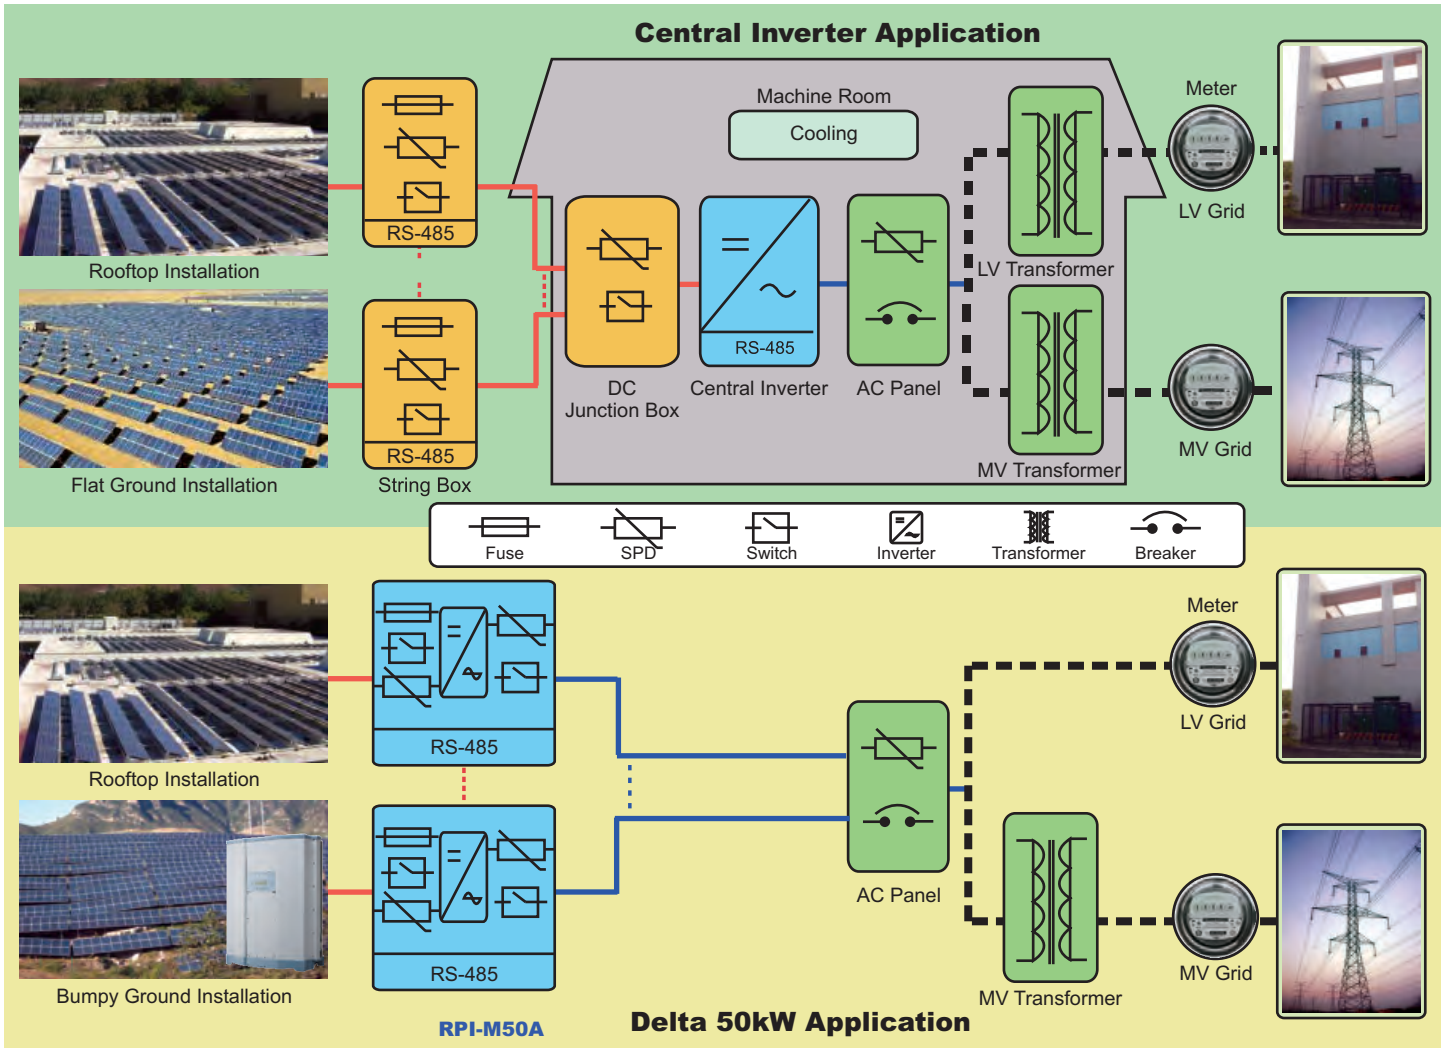 Central Inverter Application
Machine Room
Cooling
Meter
RS-485
LV Grid
Rooftop Installation
LV Transformer
RS-485
DC
Junction Box
Central Inverter
AC Panel
RS-485
MV Grid
Flat Ground Installation
String Box
MV Transformer
Fuse
SPD
Switch
Inverter
Transformer
Breaker
Meter
LV Grid
RS-485
Rooftop Installation
AC Panel
RS-485
MV Grid
Bumpy Ground Installation
MV Transformer
RPI-M50A
Delta 50kW Application